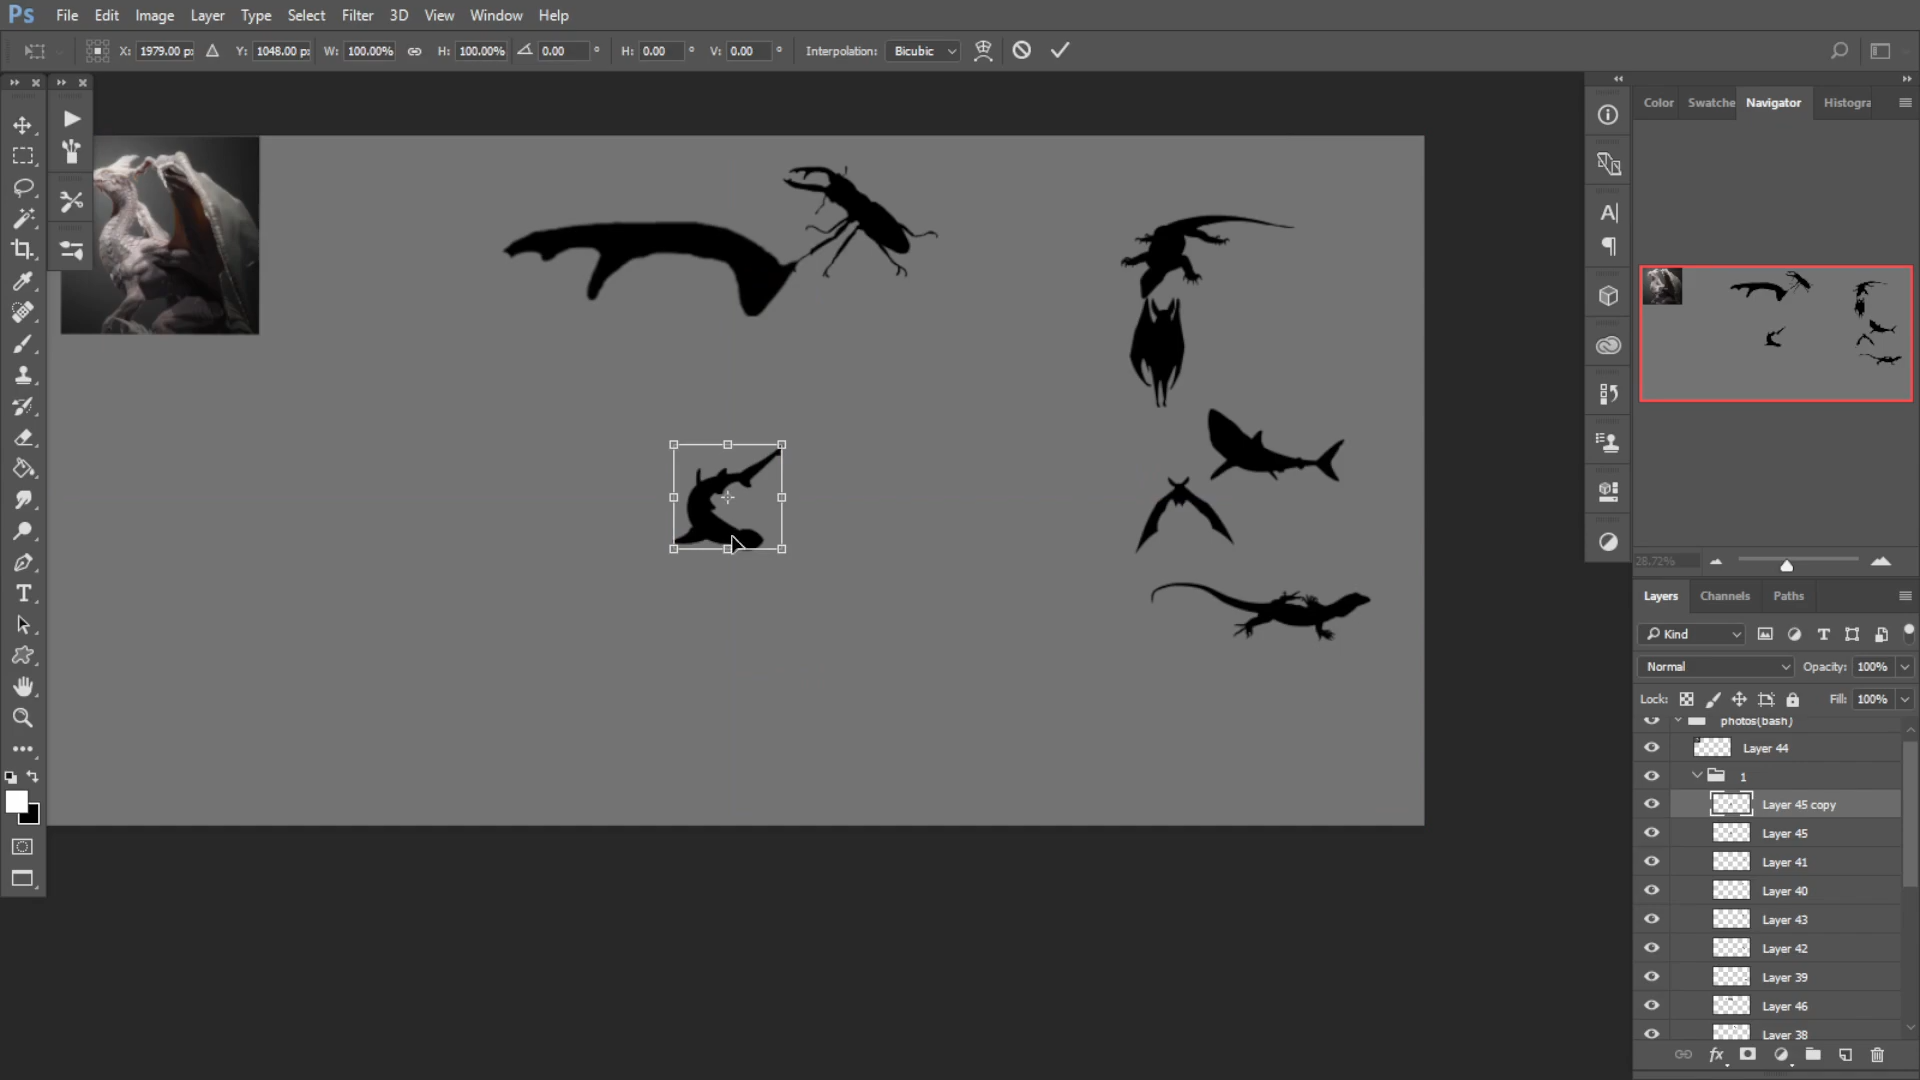 Ps File Edit Image Layer Type Select Filter 3D View Window Help
X: 1979.00 p Y: 1048.00 p W: 100.00% H: 100.00% 0.00 ° H: 0.00 ° V: 0.00 ° Interpolation: Bicubic
Color Swatche Navigator Histogra
28.72%
Layers Channels Paths
Kind
Normal Opacity: 100%
Lock: Fill: 100%
photos(bash)
Layer 44
1
Layer 45 copy
Layer 45
Layer 41
Layer 40
Layer 43
Layer 42
Layer 39
Layer 46
Layer 38
fx